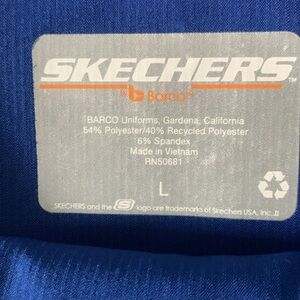 SKECHERS™
by b Barco®
BARCO Uniforms, Gardena, California
54% Polyester/40% Recycled Polyester
6% Spandex
Made in Vietnam
RN50681
L
SKECHERS and the S logo are trademarks of Skechers USA, Inc. II